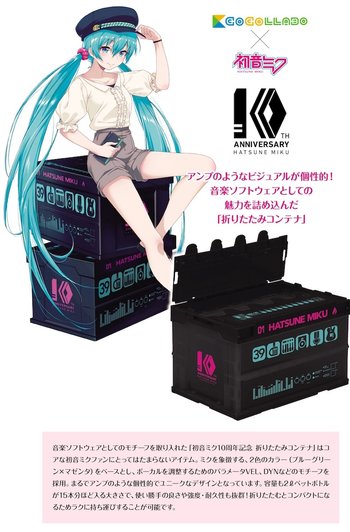 COCOLLABO
×
初音ミク
HATSUNE MIKU
10TH
ANNIVERSARY
HATSUNE MIKU
アンプのようなビジュアルが個性的!
音楽ソフトウェアとしての
魅力を詰め込んだ
「折りたたみコンテナ」
HATSUNE MIKU
39
01 HATSUNE MIKU
39
10
音楽ソフトウェアとしてのモチーフを取り入れた「初音ミク10周年記念 折りたたみコンテナ」はコ
アな初音ミクファンにとってはたまらないアイテム。ミクを象徴する、2色のカラー(ブルーグリー
ン×マゼンタ)をベースとし、ボーカルを調整するためのパラメータVEL、DYNなどのモチーフを
採用。まるでアンプのような個性的でユニークなデザインとなっています。容量も2Lペットボトル
が15本分ほど入る大きさで、使い勝手の良さや強度・耐久性も抜群!折りたたむとコンパクトにな
るためラクに持ち運びすることが可能です。